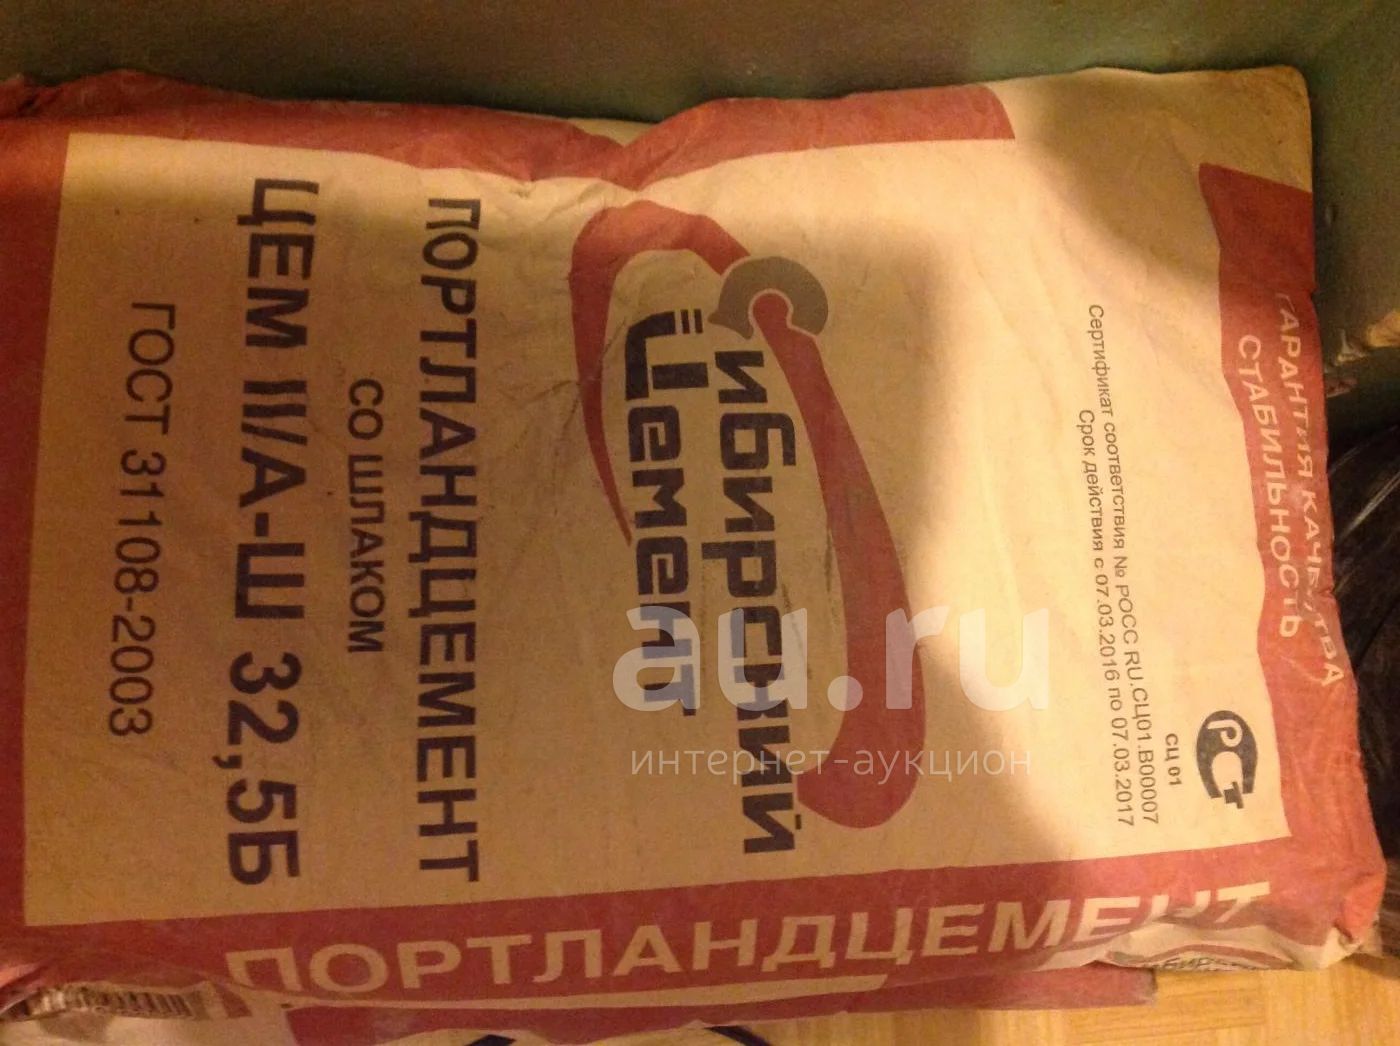 ГАРАНТИЯ КАЧЕСТВА
СТАБИЛЬНОСТЬ
РСТ
СЦ 01
Сертификат соответствия № РОСС RU.СЦ01.В00007
Срок действия с 07.03.2016 по 07.03.2017
Сибирский
Цемент
ПОРТЛАНДЦЕМЕНТ
СО ШЛАКОМ
ЦЕМ II/А-Ш 32,5Б
ГОСТ 31108-2003
ПОРТЛАНДЦЕМЕНТ
au.ru
интернет-аукцион